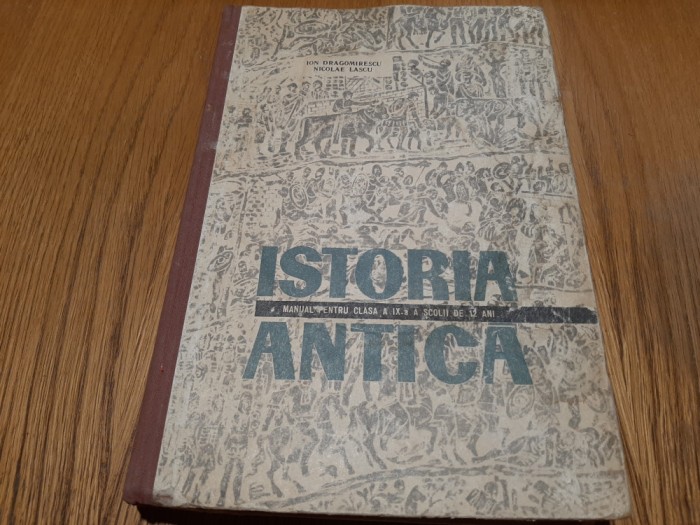 ION DRAGOMIRESCU
NICOLAE LASCU
ISTORIA
MANUAL PENTRU CLASA A IX-a A ȘCOLII DE 12 ANI
ANTICA